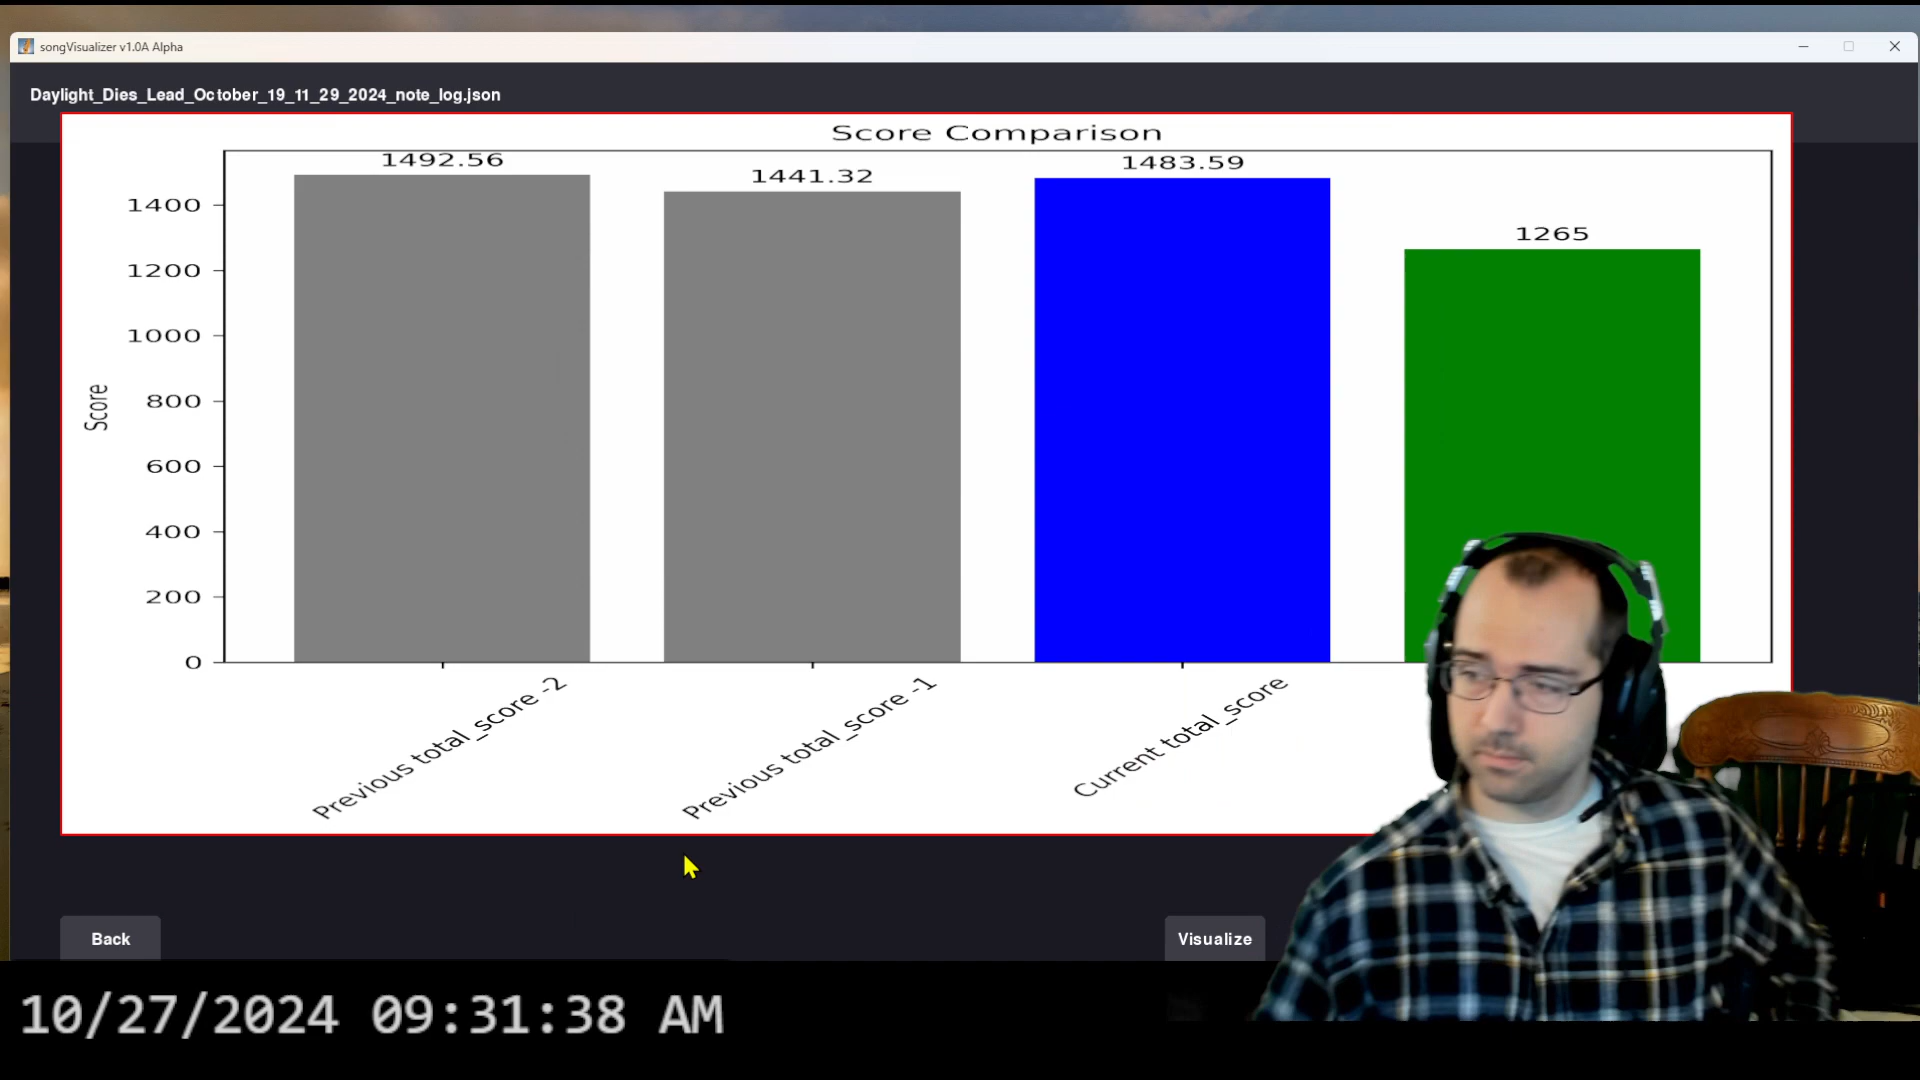 songVisualizer v1.0A Alpha
Daylight_Dies_Lead_October_19_11_29_2024_note_log.json
Score Comparison
1492.56
1441.32
1483.59
1265
1400
1200
1000
800
600
400
200
0
Score
Previous total_score -2
Previous total_score -1
Current total_score
Back
Visualize
10/27/2024 09:31:38 AM